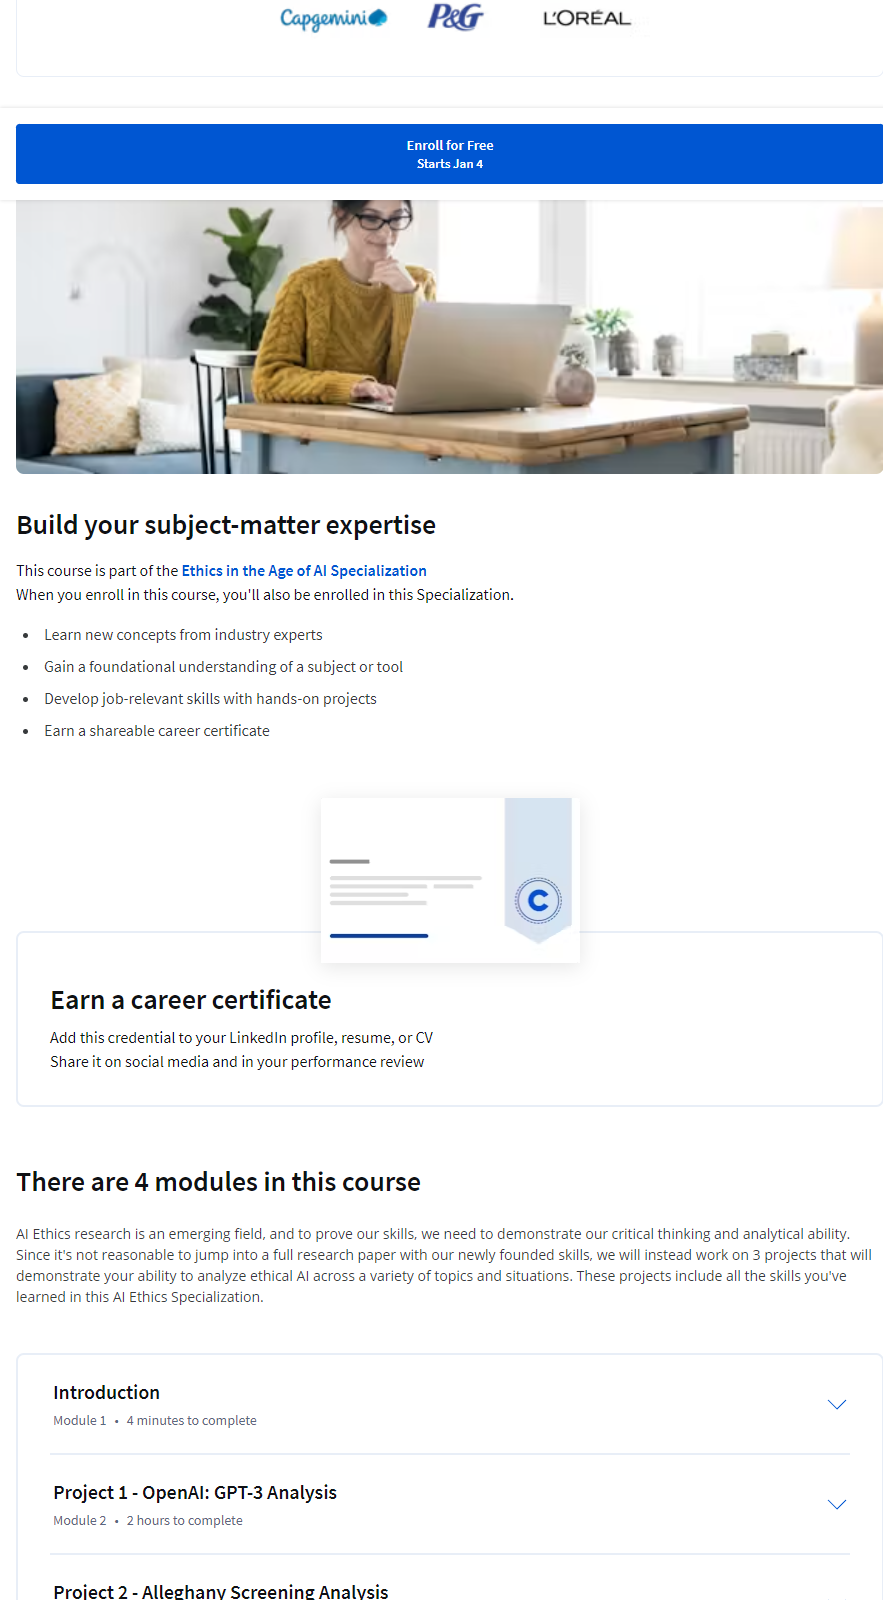 Capgemini P&G L'ORÉAL
Enroll for Free
Starts Jan 4
Build your subject-matter expertise
This course is part of the Ethics in the Age of AI Specialization
When you enroll in this course, you'll also be enrolled in this Specialization.
• Learn new concepts from industry experts
• Gain a foundational understanding of a subject or tool
• Develop job-relevant skills with hands-on projects
• Earn a shareable career certificate
C
Earn a career certificate
Add this credential to your LinkedIn profile, resume, or CV
Share it on social media and in your performance review
There are 4 modules in this course
AI Ethics research is an emerging field, and to prove our skills, we need to demonstrate our critical thinking and analytical ability.
Since it's not reasonable to jump into a full research paper with our newly founded skills, we will instead work on 3 projects that will
demonstrate your ability to analyze ethical AI across a variety of topics and situations. These projects include all the skills you've
learned in this AI Ethics Specialization.
Introduction
Module 1 • 4 minutes to complete
Project 1 - OpenAI: GPT-3 Analysis
Module 2 • 2 hours to complete
Project 2 - Alleghany Screening Analysis